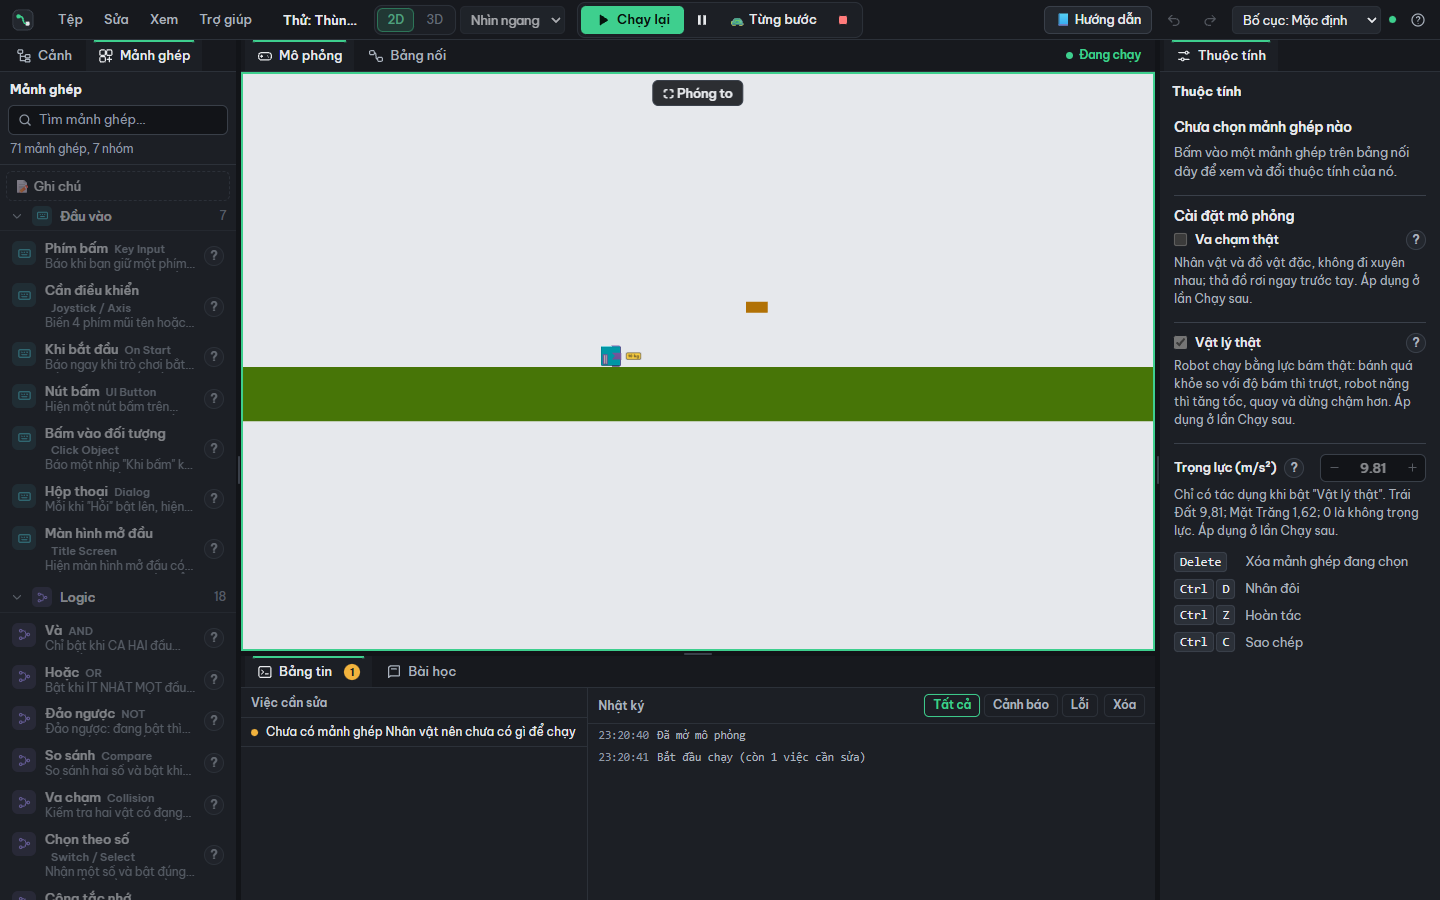 Tệp Sửa Xem Trợ giúp Thử: Thùn... 2D 3D Nhìn ngang Chạy lại Từng bước Hướng dẫn Bố cục: Mặc định
Cảnh Mảnh ghép Mô phỏng Bảng nối Đang chạy Thuộc tính
Mảnh ghép
Tìm mảnh ghép...
71 mảnh ghép, 7 nhóm
Ghi chú
Đầu vào 7
Phím bấm Key Input ?
Báo khi bạn giữ một phím...
Cần điều khiển
Joystick / Axis ?
Biến 4 phím mũi tên hoặc...
Khi bắt đầu On Start ?
Báo ngay khi trò chơi bắt...
Nút bấm UI Button ?
Hiện một nút bấm trên...
Bấm vào đối tượng
Click Object ?
Báo một nhịp "Khi bấm" k...
Hộp thoại Dialog ?
Mỗi khi "Hỏi" bật lên, hiện...
Màn hình mở đầu
Title Screen ?
Hiện màn hình mở đầu có...
Logic 18
Và AND ?
Chỉ bật khi CẢ HAI đầu...
Hoặc OR ?
Bật khi ÍT NHẤT MỘT đầu...
Đảo ngược NOT ?
Đảo ngược: đang bật thì...
So sánh Compare ?
So sánh hai số và bật khi...
Va chạm Collision ?
Kiểm tra hai vật có đang...
Chọn theo số
Switch / Select ?
Nhận một số và bật đúng...
Công tắc nhớ
Phóng to
Bảng tin 1 Bài học
Việc cần sửa
Chưa có mảnh ghép Nhân vật nên chưa có gì để chạy
Nhật ký Tất cả Cảnh báo Lỗi Xóa
23:20:40 Đã mở mô phỏng
23:20:41 Bắt đầu chạy (còn 1 việc cần sửa)
Thuộc tính
Chưa chọn mảnh ghép nào
Bấm vào một mảnh ghép trên bảng nối
dây để xem và đổi thuộc tính của nó.
Cài đặt mô phỏng
Va chạm thật ?
Nhân vật và đồ vật đặc, không đi xuyên
nhau; thả đồ rơi ngay trước tay. Áp dụng ở
lần Chạy sau.
Vật lý thật ?
Robot chạy bằng lực bám thật: bánh quá
khỏe so với độ bám thì trượt, robot nặng
thì tăng tốc, quay và dừng chậm hơn. Áp
dụng ở lần Chạy sau.
Trọng lực (m/s²) ? − 9.81 +
Chỉ có tác dụng khi bật "Vật lý thật". Trái
Đất 9,81; Mặt Trăng 1,62; 0 là không trọng
lực. Áp dụng ở lần Chạy sau.
Delete Xóa mảnh ghép đang chọn
Ctrl D Nhân đôi
Ctrl Z Hoàn tác
Ctrl C Sao chép